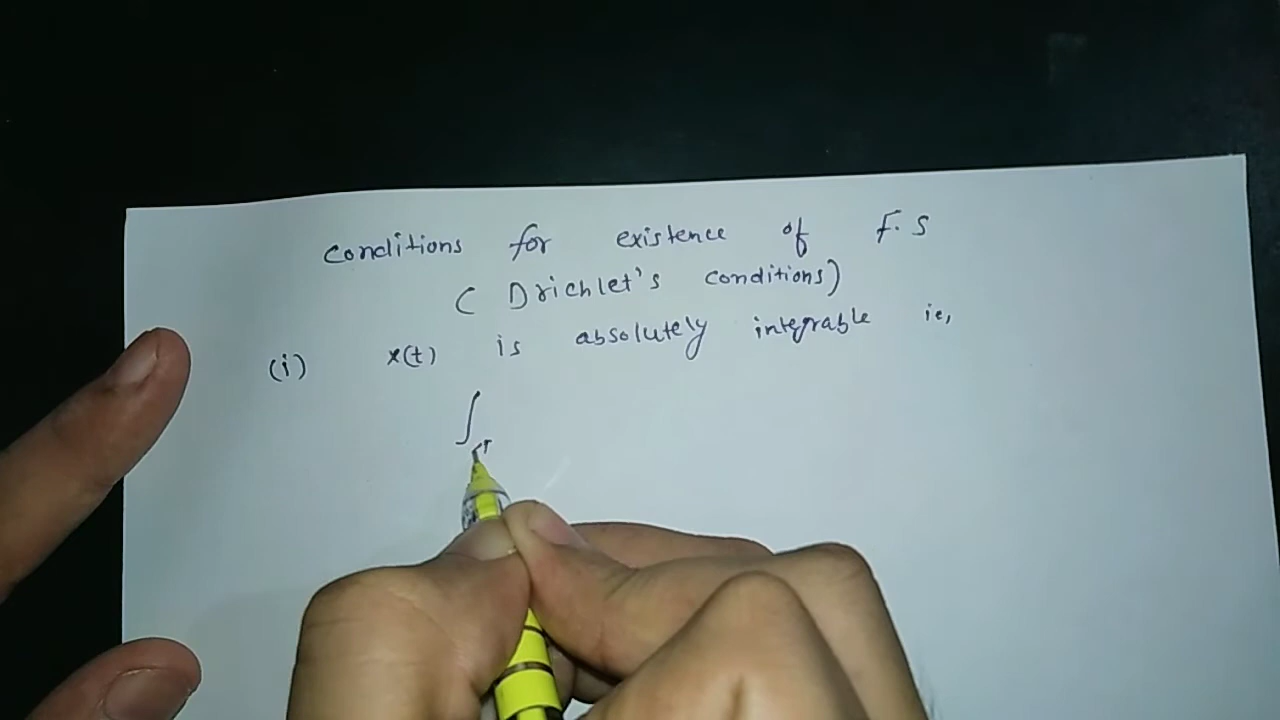 conditions for existence of F.S
( Drichlet's conditions)
(i) x(t) is absolutely integrable ie,
∫